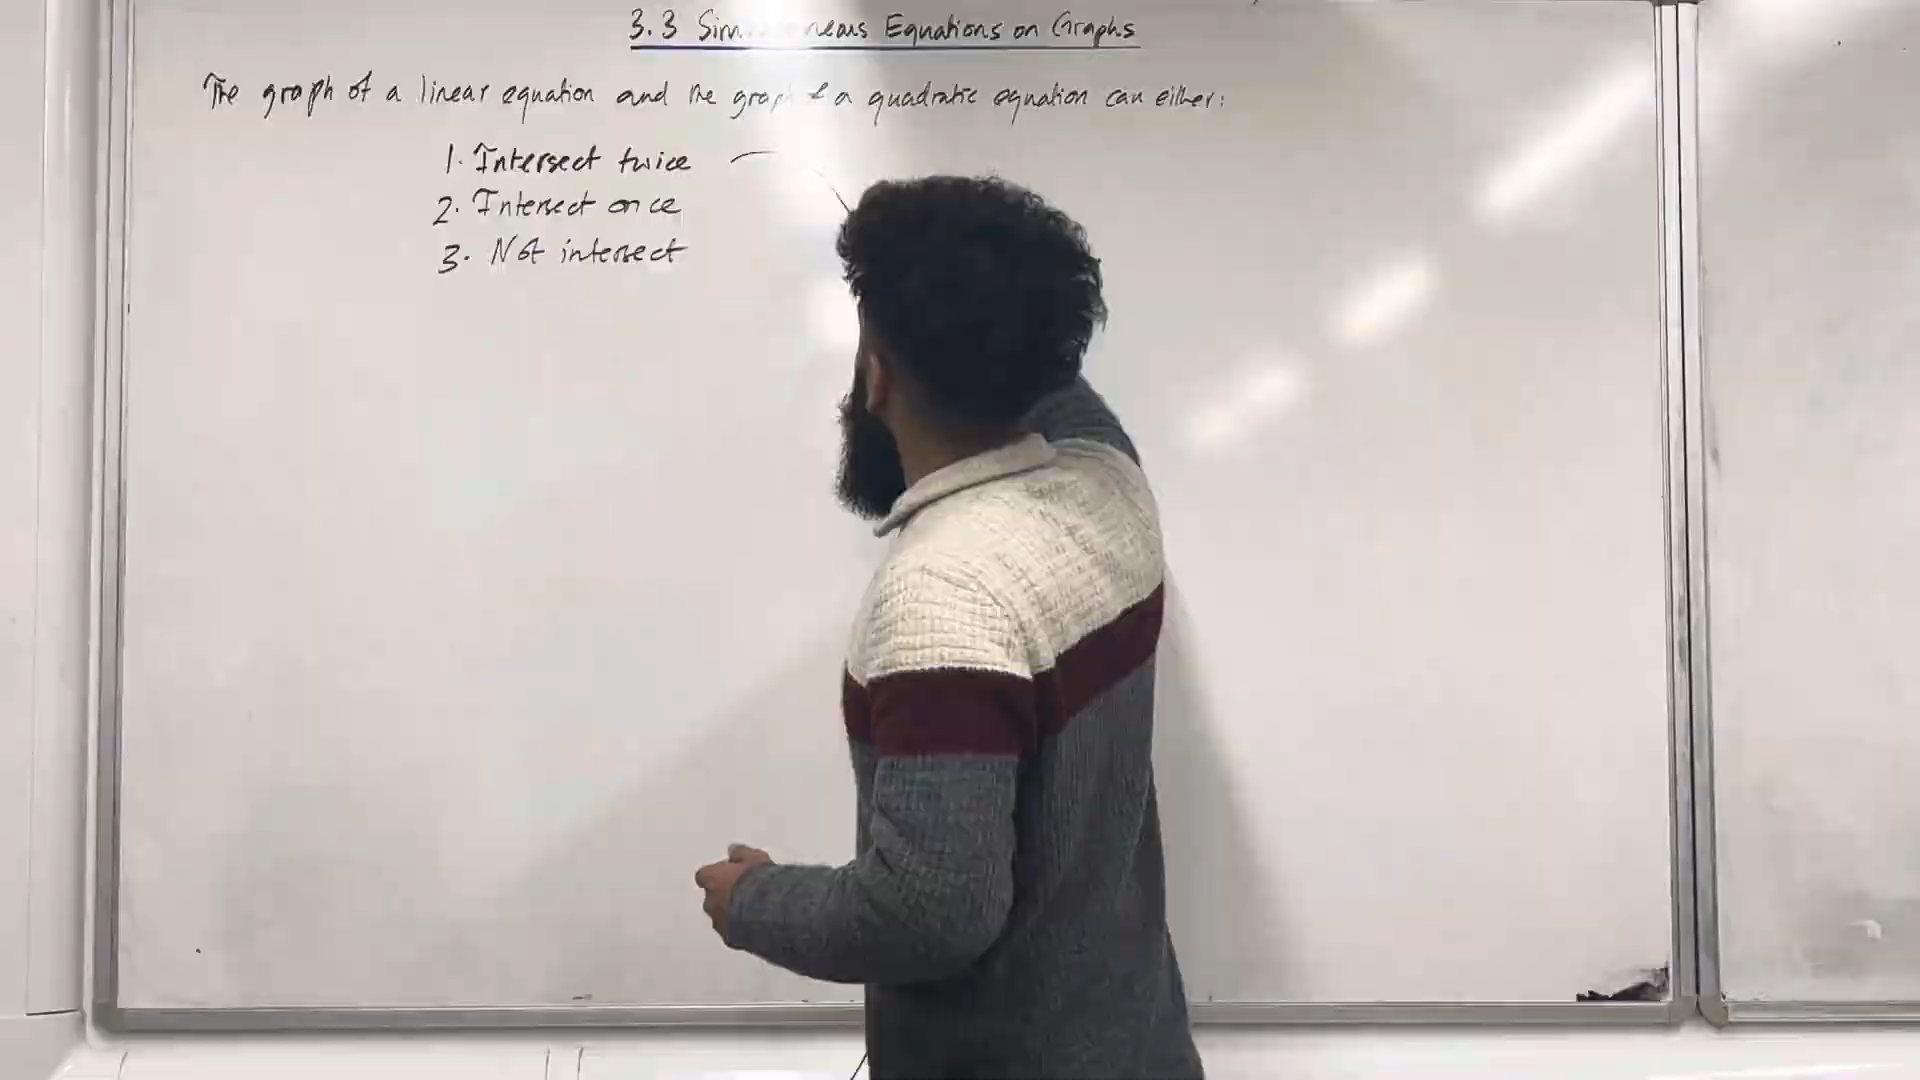 3.3 Simultaneous Equations on Graphs
The graph of a linear equation and the graph of a quadratic equation can either:
1. Intersect twice
2. Intersect once
3. Not intersect